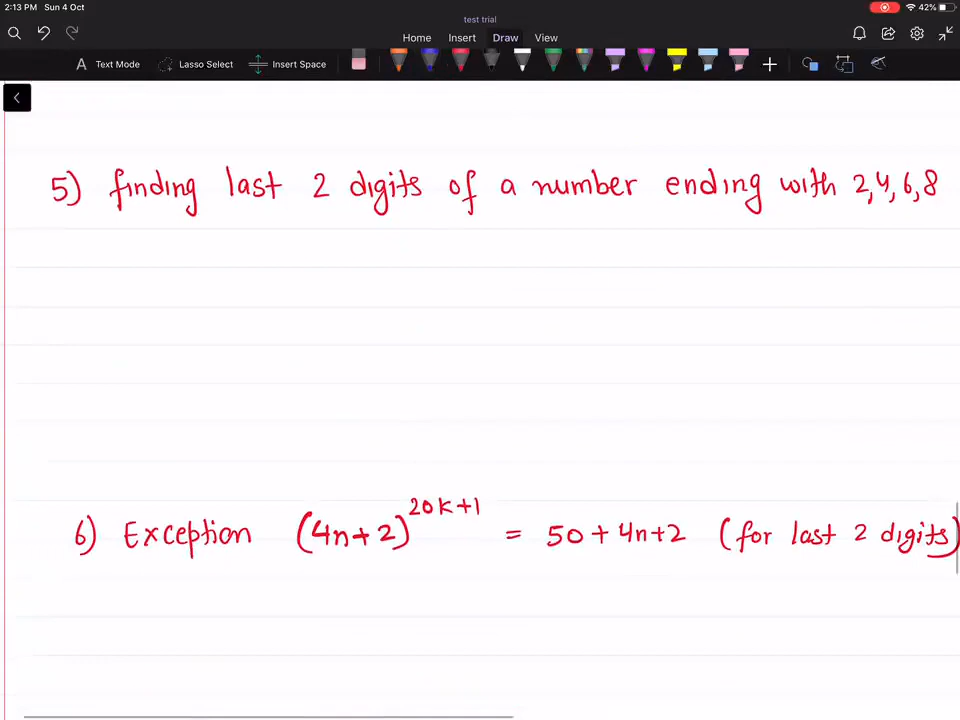 2:13 PM Sun 4 Oct
42%
test trial
Home Insert Draw View
A Text Mode Lasso Select Insert Space
5) finding last 2 digits of a number ending with 2,4,6,8
6) Exception (4n+2)^20k+1 = 50+4n+2 (for last 2 digits)